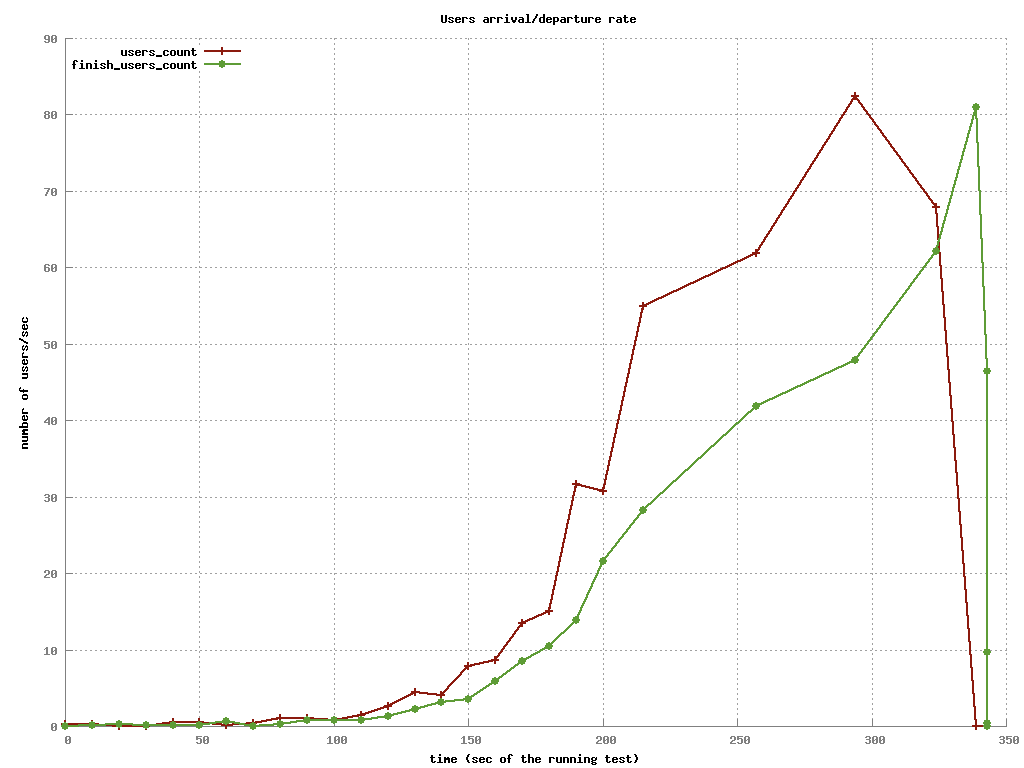 Users arrival/departure rate
users_count
finish_users_count
90
80
70
60
50
40
30
20
10
0
number of users/sec
0 50 100 150 200 250 300 350
time (sec of the running test)